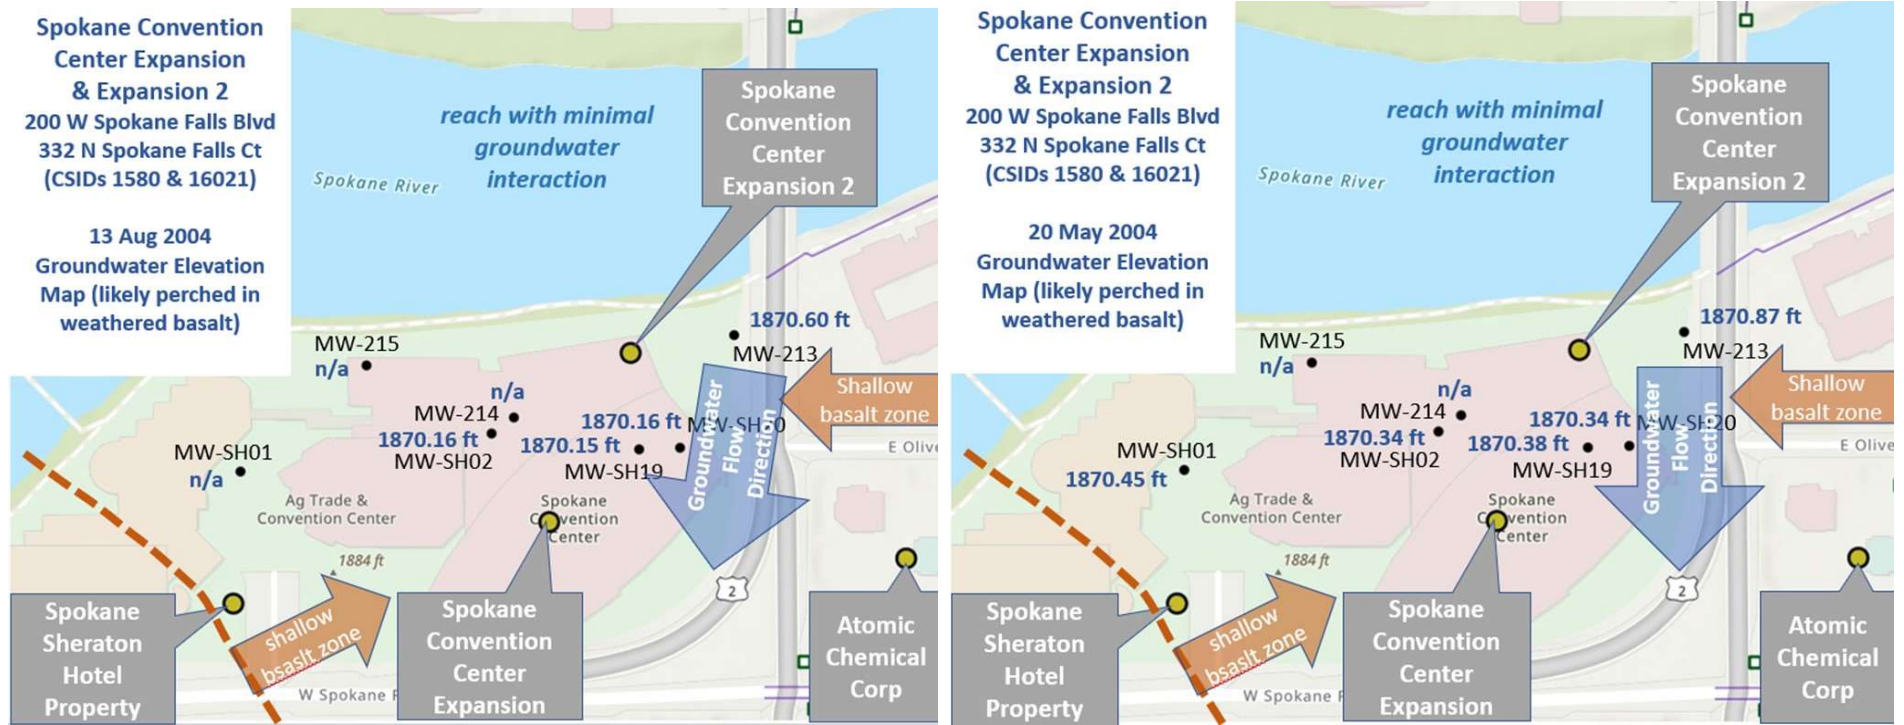 Spokane Convention
Center Expansion
& Expansion 2
200 W Spokane Falls Blvd
332 N Spokane Falls Ct
(CSIDs 1580 & 16021)
13 Aug 2004
Groundwater Elevation
Map (likely perched in
weathered basalt)
reach with minimal
groundwater
interaction
Spokane River
Spokane
Convention
Center
Expansion 2
1870.60 ft
MW-213
MW-215
n/a
n/a
MW-214
1870.16 ft
MW-SH02
1870.16 ft
1870.15 ft
MW-SH19
MW-SH20
MW-SH01
n/a
Groundwater
Flow
Direction
Shallow
basalt zone
E Olive
Ag Trade &
Convention Center
Spokane
Convention
Center
1884 ft
2
Spokane
Sheraton
Hotel
Property
shallow
bsaslt zone
Spokane
Convention
Center
Expansion
Atomic
Chemical
Corp
W Spokane
Spokane Convention
Center Expansion
& Expansion 2
200 W Spokane Falls Blvd
332 N Spokane Falls Ct
(CSIDs 1580 & 16021)
20 May 2004
Groundwater Elevation
Map (likely perched in
weathered basalt)
reach with minimal
groundwater
interaction
Spokane River
Spokane
Convention
Center
Expansion 2
1870.87 ft
MW-213
MW-215
n/a
n/a
MW-214
1870.34 ft
MW-SH02
1870.34 ft
1870.38 ft
MW-SH19
MW-SH20
MW-SH01
1870.45 ft
Groundwater
Flow
Direction
Shallow
basalt zone
E Olive
Ag Trade &
Convention Center
Spokane
Convention
Center
1884 ft
2
Spokane
Sheraton
Hotel
Property
shallow
bsaslt zone
Spokane
Convention
Center
Expansion
Atomic
Chemical
Corp
W Spokane